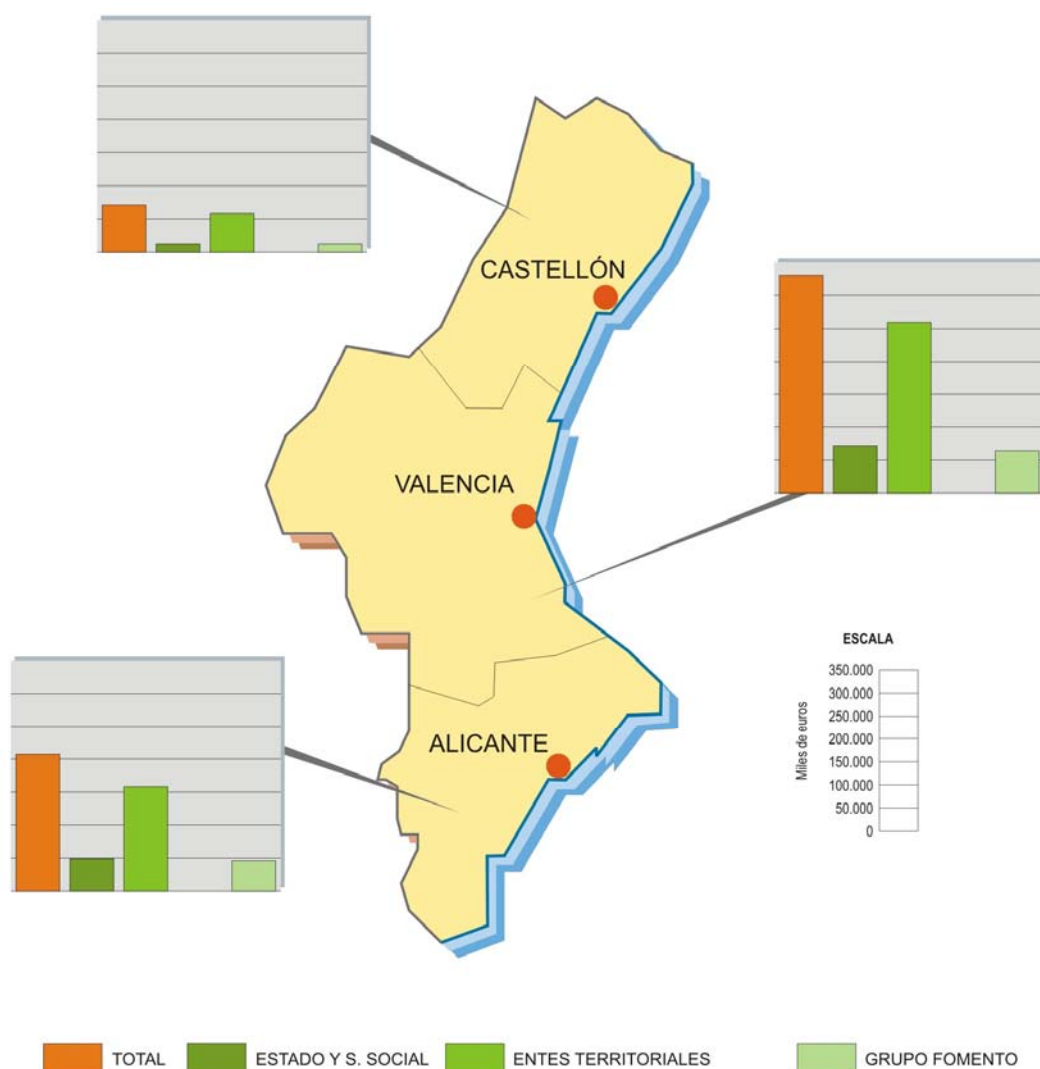 CASTELLÓN
VALENCIA
ALICANTE
ESCALA
Miles de euros
350.000
300.000
250.000
200.000
150.000
100.000
50.000
0
TOTAL
ESTADO Y S. SOCIAL
ENTES TERRITORIALES
GRUPO FOMENTO